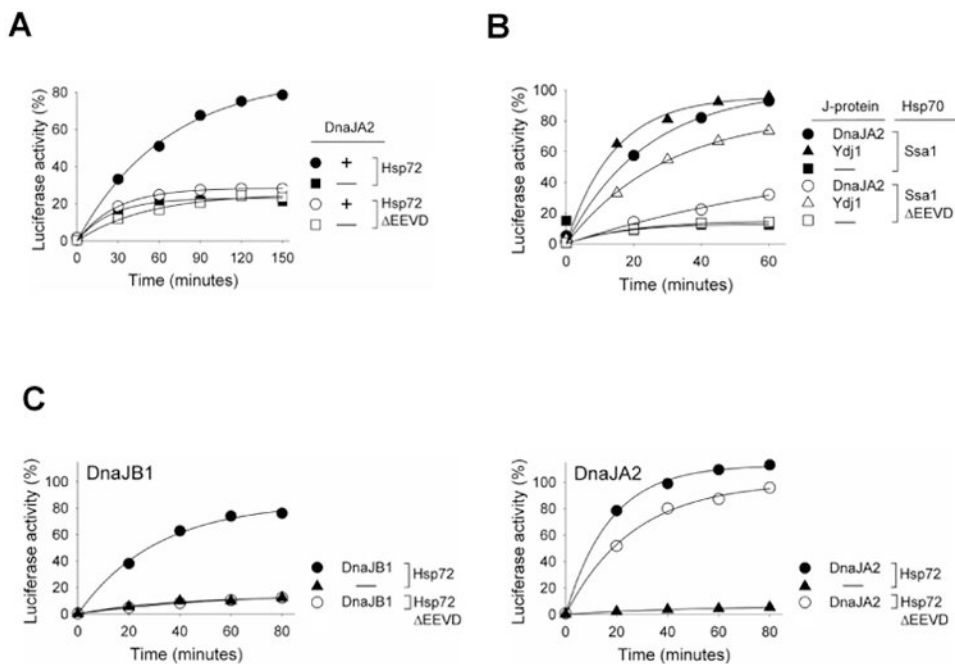 A
Luciferase activity (%)
80
60
40
20
0
0 30 60 90 120 150
Time (minutes)
DnaJA2
+
Hsp72
—
+
Hsp72
—
ΔEEVD
B
Luciferase activity (%)
100
80
60
40
20
0
0 20 40 60
Time (minutes)
J-protein Hsp70
DnaJA2
Ydj1 Ssa1
—
DnaJA2
Ydj1 Ssa1
— ΔEEVD
C
DnaJB1
Luciferase activity (%)
100
80
60
40
20
0
0 20 40 60 80
Time (minutes)
DnaJB1
— Hsp72
DnaJB1 Hsp72
ΔEEVD
DnaJA2
Luciferase activity (%)
100
80
60
40
20
0
0 20 40 60 80
Time (minutes)
DnaJA2
— Hsp72
DnaJA2 Hsp72
ΔEEVD